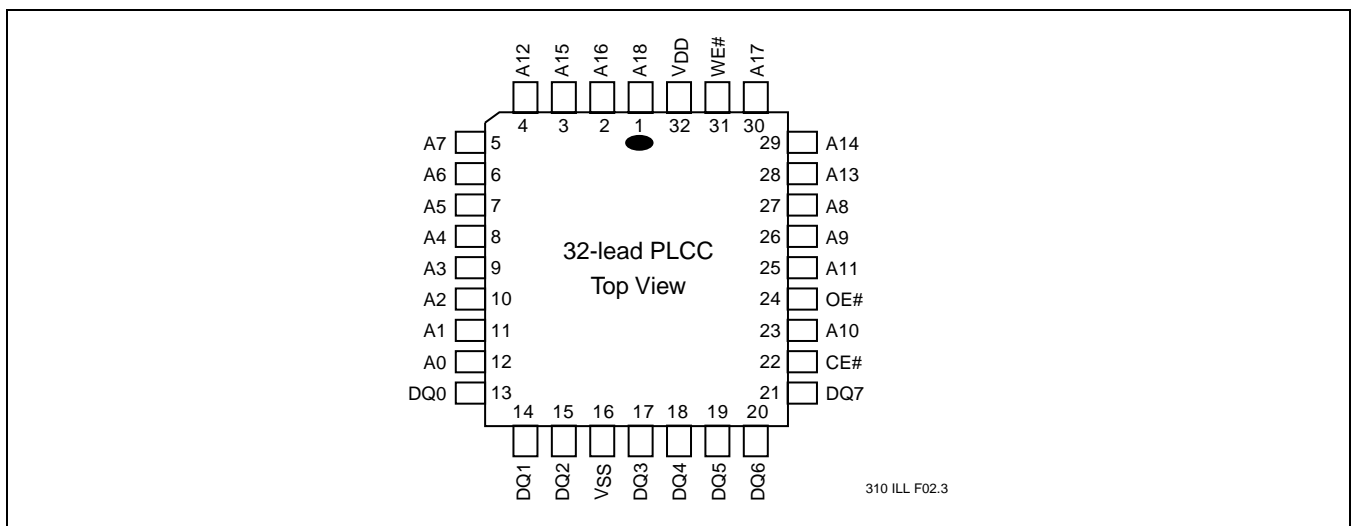 A12 A15 A16 A18 VDD WE# A17
4 3 2 1 32 31 30
A7 5 29 A14
A6 6 28 A13
A5 7 27 A8
A4 8 26 A9
A3 9 25 A11
A2 10 24 OE#
A1 11 23 A10
A0 12 22 CE#
DQ0 13 21 DQ7
32-lead PLCC
Top View
14 15 16 17 18 19 20
DQ1 DQ2 VSS DQ3 DQ4 DQ5 DQ6
310 ILL F02.3